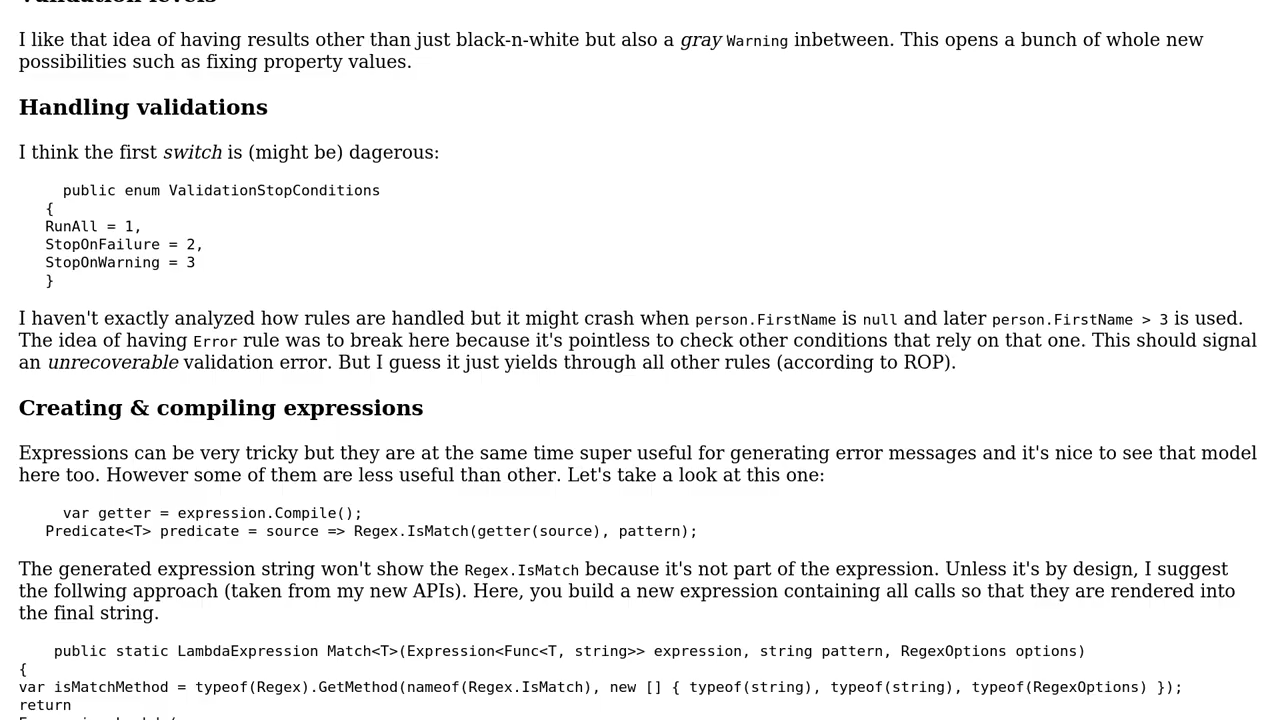 Validation levels
I like that idea of having results other than just black-n-white but also a gray Warning inbetween. This opens a bunch of whole new
possibilities such as fixing property values.
Handling validations
I think the first switch is (might be) dagerous:
public enum ValidationStopConditions
{
RunAll = 1,
StopOnFailure = 2,
StopOnWarning = 3
}
I haven't exactly analyzed how rules are handled but it might crash when person.FirstName is null and later person.FirstName > 3 is used.
The idea of having Error rule was to break here because it's pointless to check other conditions that rely on that one. This should signal
an unrecoverable validation error. But I guess it just yields through all other rules (according to ROP).
Creating & compiling expressions
Expressions can be very tricky but they are at the same time super useful for generating error messages and it's nice to see that model
here too. However some of them are less useful than other. Let's take a look at this one:
var getter = expression.Compile();
Predicate<T> predicate = source => Regex.IsMatch(getter(source), pattern);
The generated expression string won't show the Regex.IsMatch because it's not part of the expression. Unless it's by design, I suggest
the follwing approach (taken from my new APIs). Here, you build a new expression containing all calls so that they are rendered into
the final string.
public static LambdaExpression Match<T>(Expression<Func<T, string>> expression, string pattern, RegexOptions options)
{
var isMatchMethod = typeof(Regex).GetMethod(nameof(Regex.IsMatch), new [] { typeof(string), typeof(string), typeof(RegexOptions) });
return